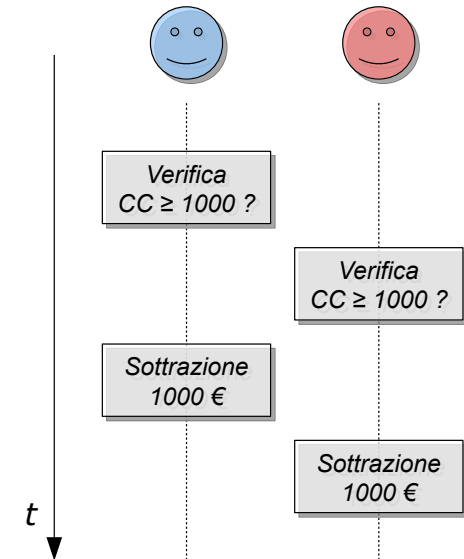 Verifica
CC ≥ 1000 ?
Verifica
CC ≥ 1000 ?
Sottrazione
1000 €
Sottrazione
1000 €
t